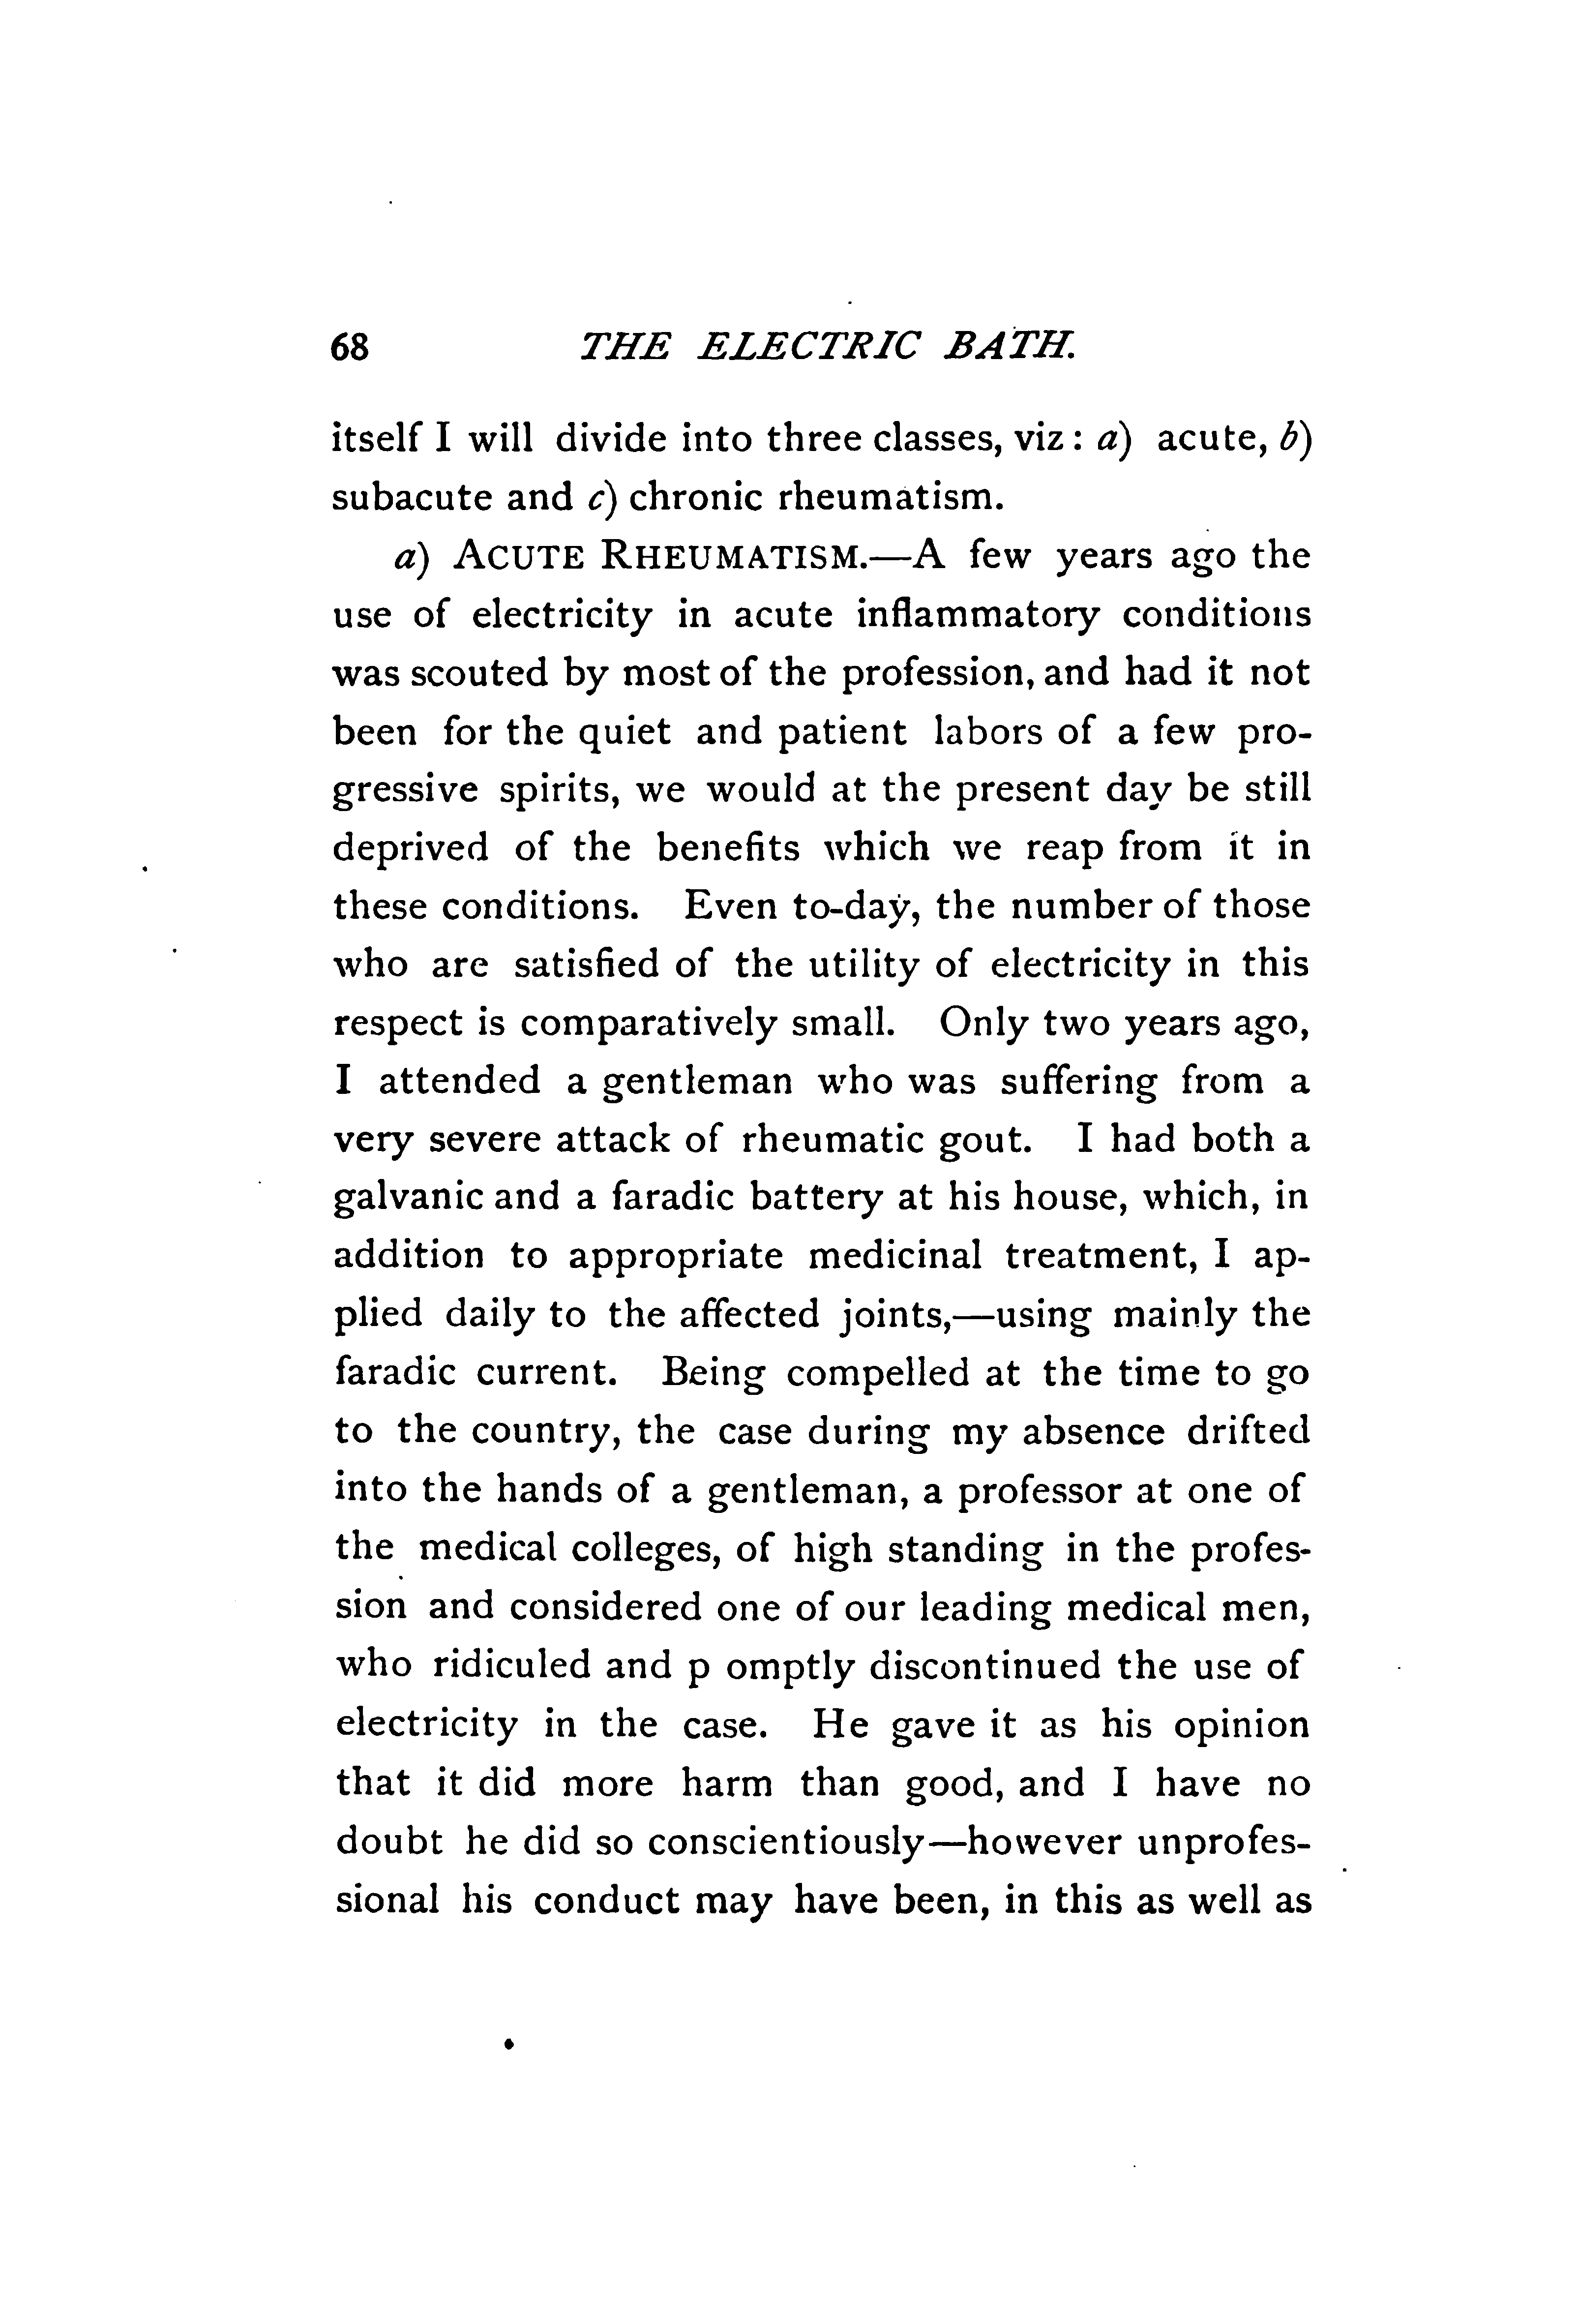 68 THE ELECTRIC BATH.
itself I will divide into three classes, viz: a) acute, b)
subacute and c) chronic rheumatism.
a) ACUTE RHEUMATISM.—A few years ago the
use of electricity in acute inflammatory conditions
was scouted by most of the profession, and had it not
been for the quiet and patient labors of a few pro-
gressive spirits, we would at the present day be still
deprived of the benefits which we reap from it in
these conditions. Even to-day, the number of those
who are satisfied of the utility of electricity in this
respect is comparatively small. Only two years ago,
I attended a gentleman who was suffering from a
very severe attack of rheumatic gout. I had both a
galvanic and a faradic battery at his house, which, in
addition to appropriate medicinal treatment, I ap-
plied daily to the affected joints,—using mainly the
faradic current. Being compelled at the time to go
to the country, the case during my absence drifted
into the hands of a gentleman, a professor at one of
the medical colleges, of high standing in the profes-
sion and considered one of our leading medical men,
who ridiculed and p omptly discontinued the use of
electricity in the case. He gave it as his opinion
that it did more harm than good, and I have no
doubt he did so conscientiously—however unprofes-
sional his conduct may have been, in this as well as